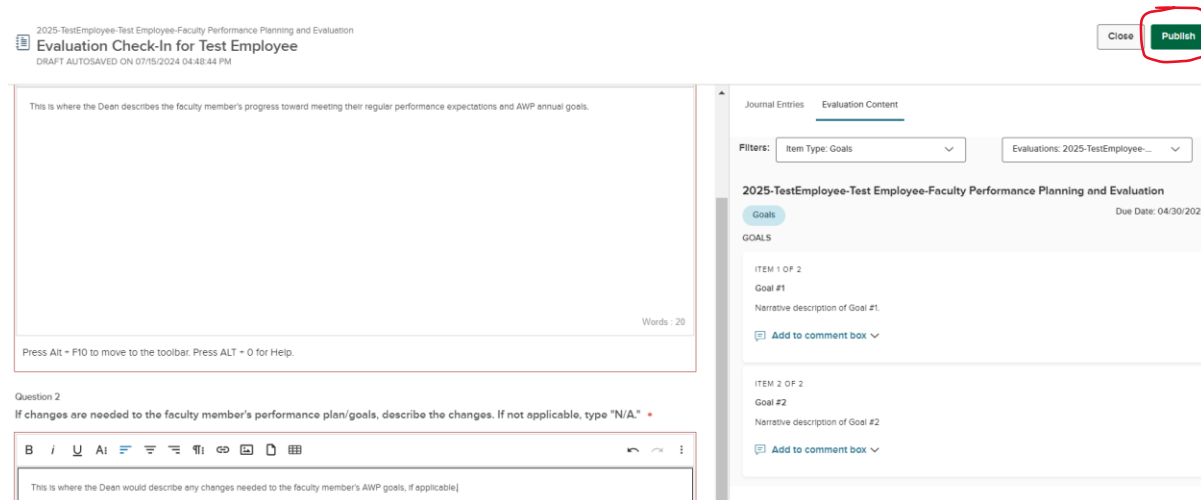 2025-TestEmployee-Test Employee-Faculty Performance Planning and Evaluation
Evaluation Check-In for Test Employee
DRAFT AUTOSAVED ON 07/15/2024 04:48:44 PM
Close
Publish
This is where the Dean describes the faculty member's progress toward meeting their regular performance expectations and AWP annual goals.
Words : 20
Press Alt + F10 to move to the toolbar. Press ALT + 0 for Help.
Question 2
If changes are needed to the faculty member's performance plan/goals, describe the changes. If not applicable, type "N/A." *
B i U A
This is where the Dean would describe any changes needed to the faculty member's AWP goals, if applicable.
Journal Entries Evaluation Content
Filters: Item Type: Goals Evaluations: 2025-TestEmployee-...
2025-TestEmployee-Test Employee-Faculty Performance Planning and Evaluation
Goals Due Date: 04/30/202
GOALS
ITEM 1 OF 2
Goal #1
Narrative description of Goal #1.
Add to comment box
ITEM 2 OF 2
Goal #2
Narrative description of Goal #2
Add to comment box